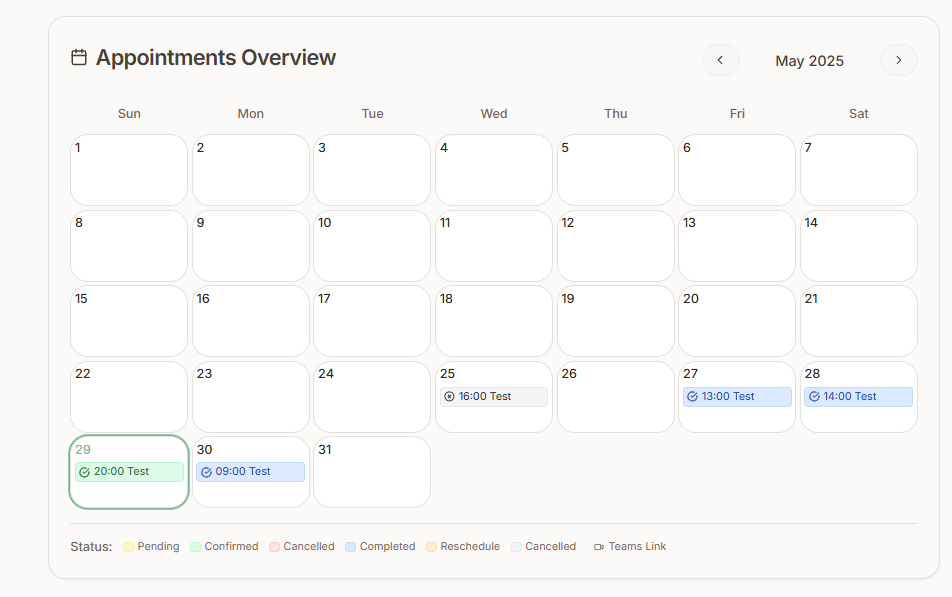 Appointments Overview
May 2025
Sun Mon Tue Wed Thu Fri Sat
1 2 3 4 5 6 7
8 9 10 11 12 13 14
15 16 17 18 19 20 21
22 23 24 25 26 27 28
16:00 Test 13:00 Test 14:00 Test
29 30 31
20:00 Test 09:00 Test
Status: Pending Confirmed Cancelled Completed Reschedule Cancelled Teams Link